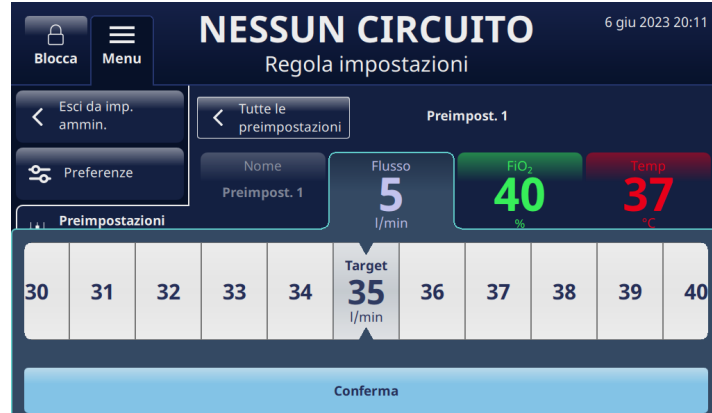 NESSUN CIRCUITO
6 giu 2023 20:11
Blocca
Menu
Regola impostazioni
Esci da imp.
ammin.
Tutte le
preimpostazioni
Preimpost. 1
Preferenze
Nome
Preimpost. 1
Flusso
5
l/min
FiO₂
40
%
Temp
37
°C
Preimpostazioni
30
31
32
33
34
Target
35
l/min
36
37
38
39
40
Conferma